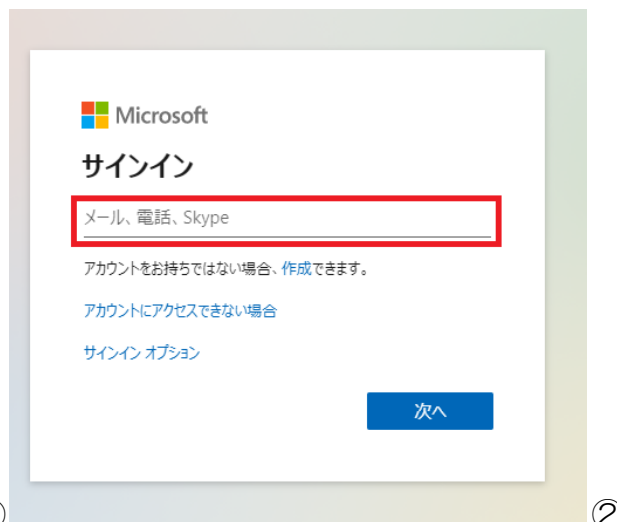 Microsoft
サインイン
メール、電話、Skype
アカウントをお持ちではない場合、作成できます。
アカウントにアクセスできない場合
サインイン オプション
次へ
②